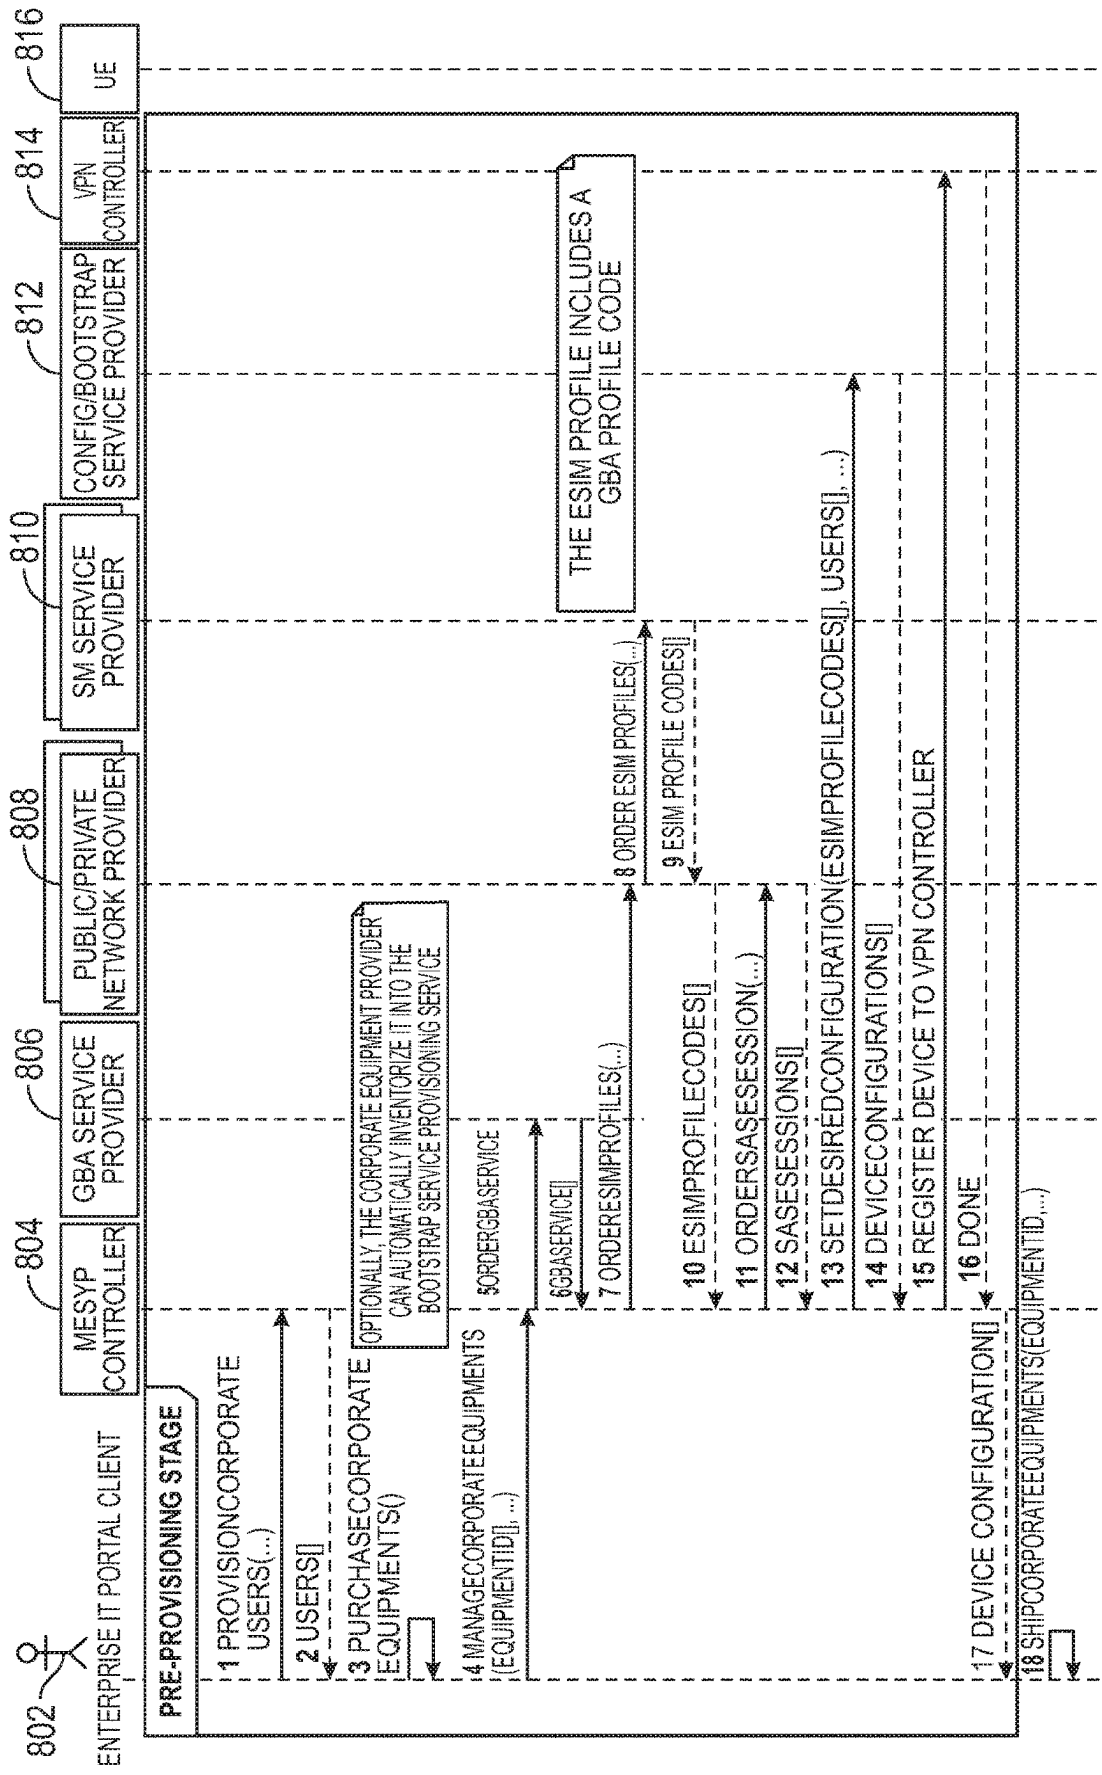 802
ENTERPRISE IT PORTAL CLIENT
804
MESYP
CONTROLLER
806
GBA SERVICE
PROVIDER
808
PUBLIC/PRIVATE
NETWORK PROVIDER
810
SM SERVICE
PROVIDER
812
CONFIG/BOOTSTRAP
SERVICE PROVIDER
814
VPN
CONTROLLER
816
UE
PRE-PROVISIONING STAGE
1 PROVISIONCORPORATE
USERS(...)
2 USERS[]
3 PURCHASECORPORATE
EQUIPMENTS()
OPTIONALLY, THE CORPORATE EQUIPMENT PROVIDER
CAN AUTOMATICALLY INVENTORIZE IT INTO THE
BOOTSTRAP SERVICE PROVISIONING SERVICE
4 MANAGECORPORATEEQUIPMENTS
(EQUIPMENTID[], ...)
5ORDERGBASERVICE
6GBASERVICE[]
7 ORDERESIMPROFILES(...)
THE ESIM PROFILE INCLUDES A
GBA PROFILE CODE
8 ORDER ESIM PROFILES(...)
9 ESIM PROFILE CODES[]
10 ESIMPROFILECODES[]
11 ORDERSASESESSION(...)
12 SASESESSIONS[]
13 SETDESIREDCONFIGURATION(ESIMPROFILECODES[], USERS[], ...)
14 DEVICECONFIGURATIONS[]
15 REGISTER DEVICE TO VPN CONTROLLER
16 DONE
17 DEVICE CONFIGURATION[]
18 SHIPCORPORATEEQUIPMENTS(EQUIPMENTID,...)